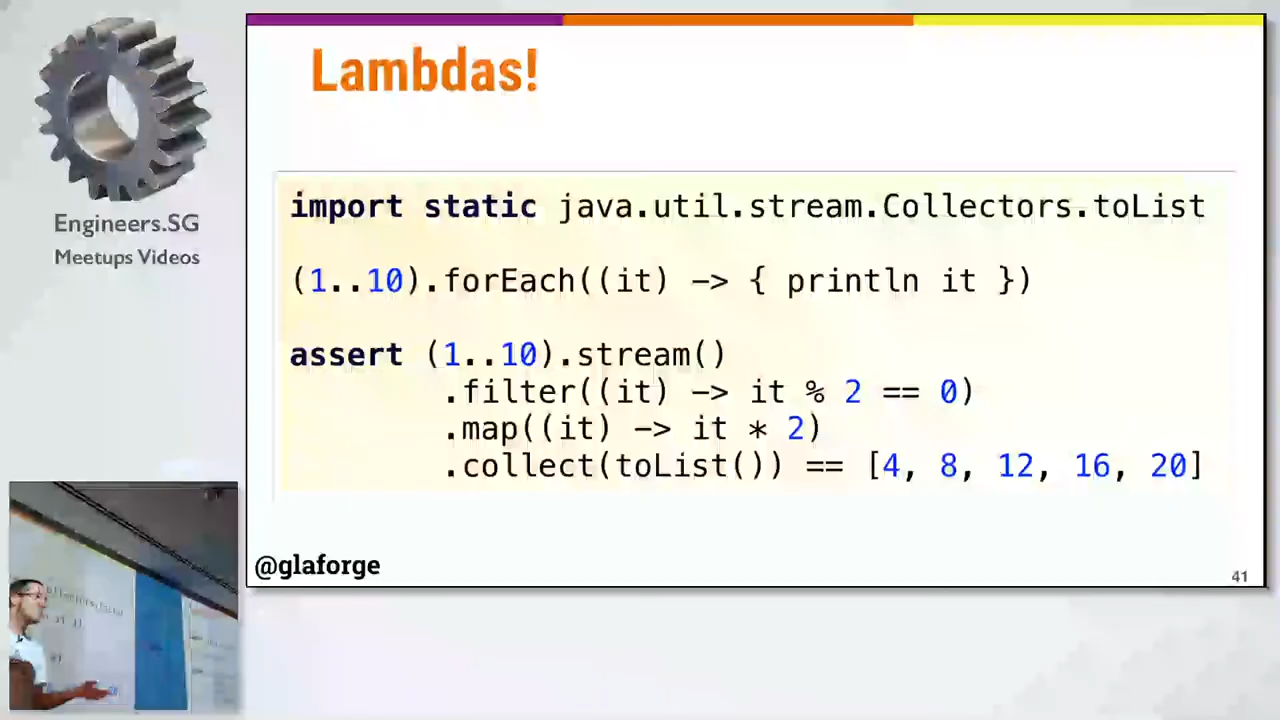 Engineers.SG
Meetups Videos
Lambdas!
import static java.util.stream.Collectors.toList
(1..10).forEach((it) -> { println it })
assert (1..10).stream()
.filter((it) -> it % 2 == 0)
.map((it) -> it * 2)
.collect(toList()) == [4, 8, 12, 16, 20]
@glaforge
41